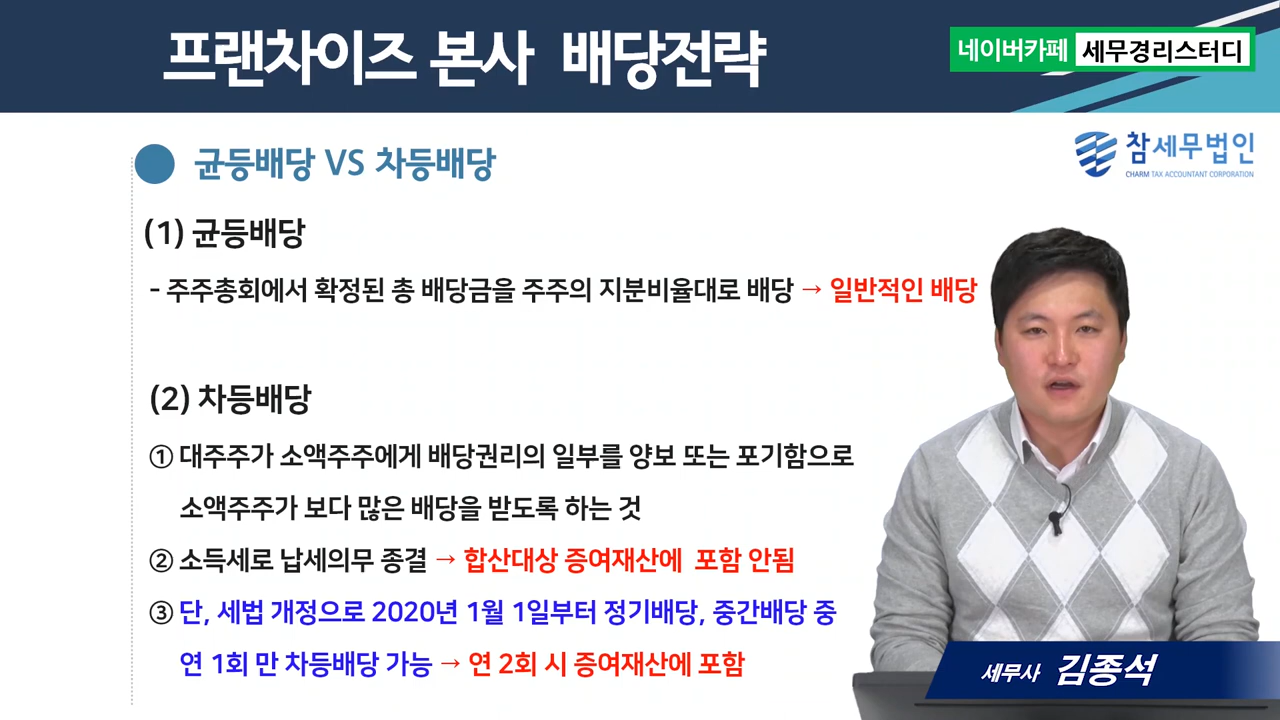 프랜차이즈 본사 배당전략
네이버카페 세무경리스터디
참세무법인
CHARM TAX ACCOUNTANT CORPORATION
균등배당 VS 차등배당
(1) 균등배당
- 주주총회에서 확정된 총 배당금을 주주의 지분비율대로 배당 → 일반적인 배당
(2) 차등배당
① 대주주가 소액주주에게 배당권리의 일부를 양보 또는 포기함으로
소액주주가 보다 많은 배당을 받도록 하는 것
② 소득세로 납세의무 종결 → 합산대상 증여재산에 포함 안됨
③ 단, 세법 개정으로 2020년 1월 1일부터 정기배당, 중간배당 중
연 1회 만 차등배당 가능 → 연 2회 시 증여재산에 포함
세무사 김종석